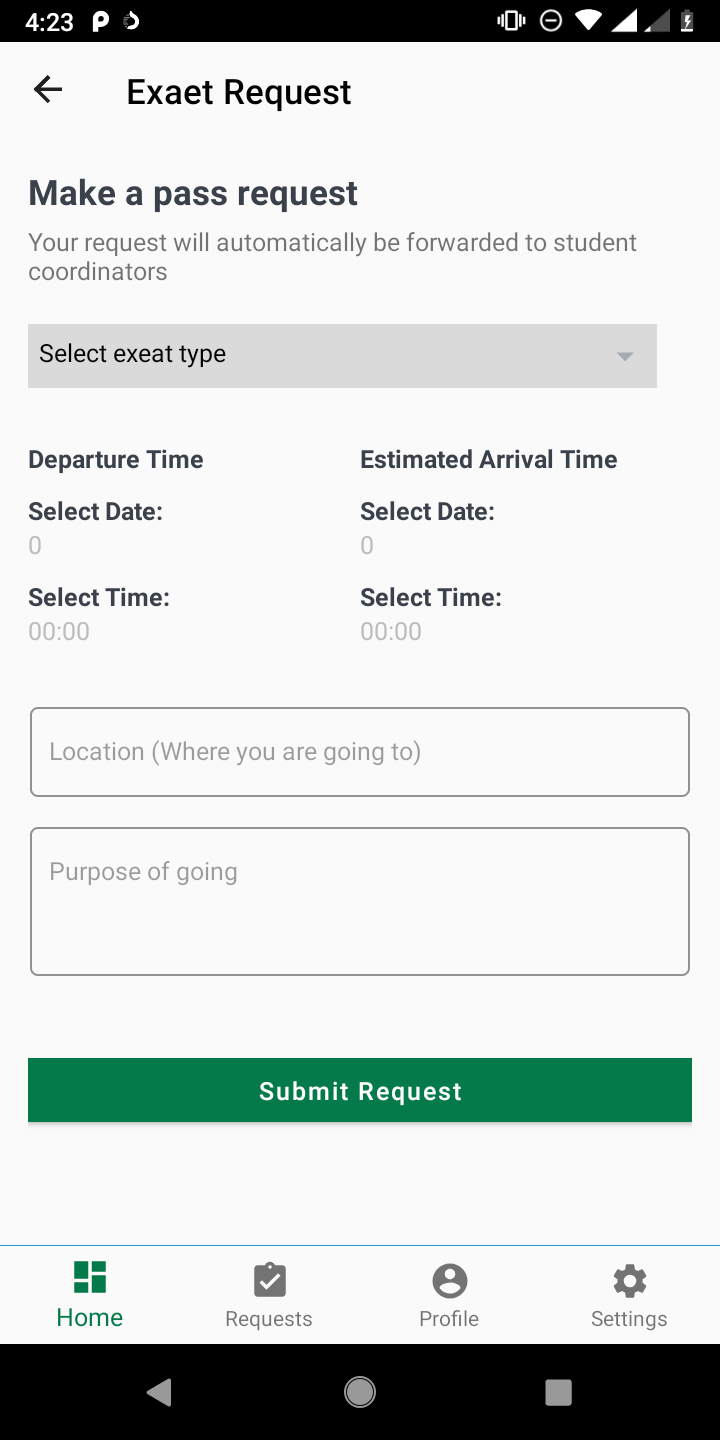 4:23
Exaet Request
Make a pass request
Your request will automatically be forwarded to student
coordinators
Select exeat type
Departure Time
Estimated Arrival Time
Select Date:
Select Date:
0
0
Select Time:
Select Time:
00:00
00:00
Location (Where you are going to)
Purpose of going
Submit Request
Home
Requests
Profile
Settings